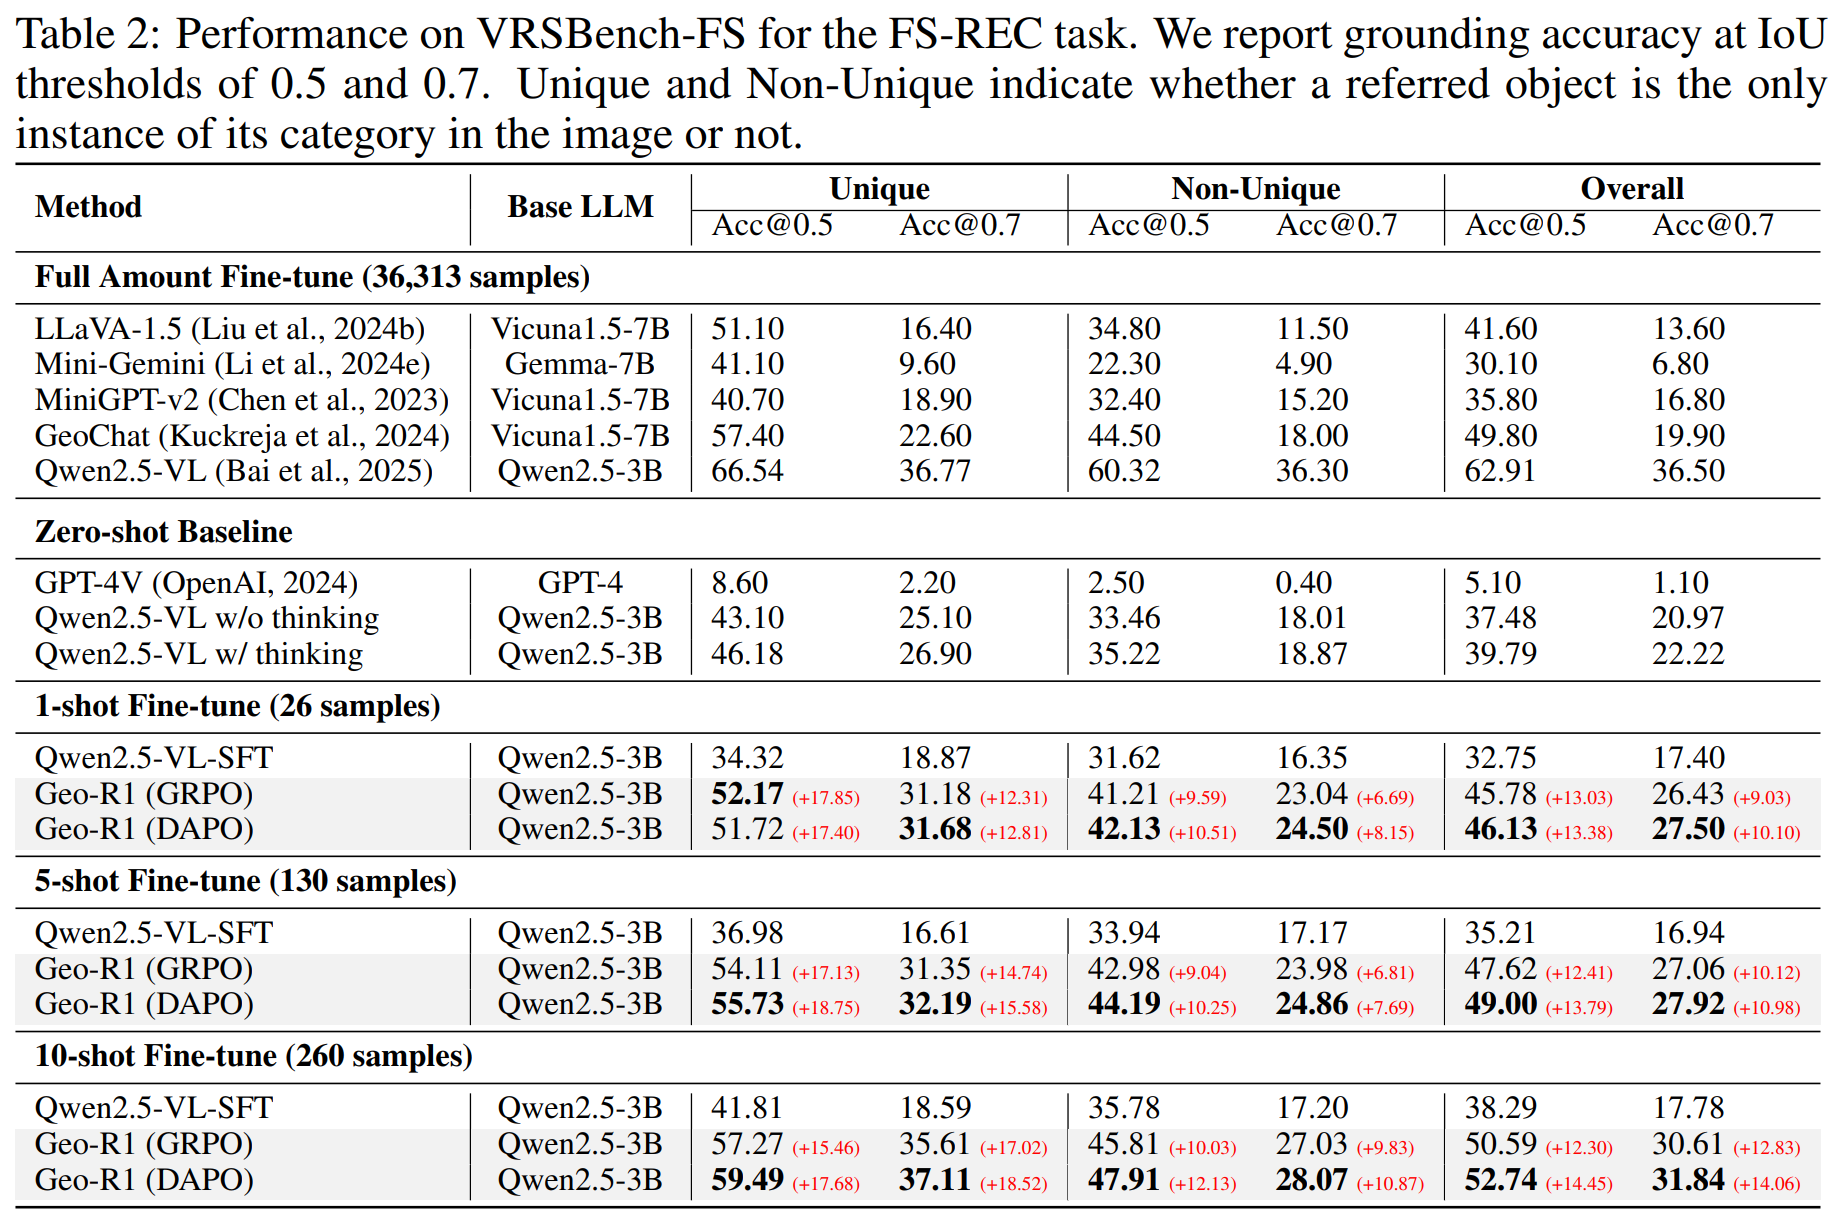 Table 2: Performance on VRSBench-FS for the FS-REC task. We report grounding accuracy at IoU
thresholds of 0.5 and 0.7. Unique and Non-Unique indicate whether a referred object is the only
instance of its category in the image or not.
Method Base LLM Unique Non-Unique Overall
Acc@0.5 Acc@0.7 Acc@0.5 Acc@0.7 Acc@0.5 Acc@0.7
Full Amount Fine-tune (36,313 samples)
LLaVA-1.5 (Liu et al., 2024b) Vicuna1.5-7B 51.10 16.40 34.80 11.50 41.60 13.60
Mini-Gemini (Li et al., 2024e) Gemma-7B 41.10 9.60 22.30 4.90 30.10 6.80
MiniGPT-v2 (Chen et al., 2023) Vicuna1.5-7B 40.70 18.90 32.40 15.20 35.80 16.80
GeoChat (Kuckreja et al., 2024) Vicuna1.5-7B 57.40 22.60 44.50 18.00 49.80 19.90
Qwen2.5-VL (Bai et al., 2025) Qwen2.5-3B 66.54 36.77 60.32 36.30 62.91 36.50
Zero-shot Baseline
GPT-4V (OpenAI, 2024) GPT-4 8.60 2.20 2.50 0.40 5.10 1.10
Qwen2.5-VL w/o thinking Qwen2.5-3B 43.10 25.10 33.46 18.01 37.48 20.97
Qwen2.5-VL w/ thinking Qwen2.5-3B 46.18 26.90 35.22 18.87 39.79 22.22
1-shot Fine-tune (26 samples)
Qwen2.5-VL-SFT Qwen2.5-3B 34.32 18.87 31.62 16.35 32.75 17.40
Geo-R1 (GRPO) Qwen2.5-3B 52.17 (+17.85) 31.18 (+12.31) 41.21 (+9.59) 23.04 (+6.69) 45.78 (+13.03) 26.43 (+9.03)
Geo-R1 (DAPO) Qwen2.5-3B 51.72 (+17.40) 31.68 (+12.81) 42.13 (+10.51) 24.50 (+8.15) 46.13 (+13.38) 27.50 (+10.10)
5-shot Fine-tune (130 samples)
Qwen2.5-VL-SFT Qwen2.5-3B 36.98 16.61 33.94 17.17 35.21 16.94
Geo-R1 (GRPO) Qwen2.5-3B 54.11 (+17.13) 31.35 (+14.74) 42.98 (+9.04) 23.98 (+6.81) 47.62 (+12.41) 27.06 (+10.12)
Geo-R1 (DAPO) Qwen2.5-3B 55.73 (+18.75) 32.19 (+15.58) 44.19 (+10.25) 24.86 (+7.69) 49.00 (+13.79) 27.92 (+10.98)
10-shot Fine-tune (260 samples)
Qwen2.5-VL-SFT Qwen2.5-3B 41.81 18.59 35.78 17.20 38.29 17.78
Geo-R1 (GRPO) Qwen2.5-3B 57.27 (+15.46) 35.61 (+17.02) 45.81 (+10.03) 27.03 (+9.83) 50.59 (+12.30) 30.61 (+12.83)
Geo-R1 (DAPO) Qwen2.5-3B 59.49 (+17.68) 37.11 (+18.52) 47.91 (+12.13) 28.07 (+10.87) 52.74 (+14.45) 31.84 (+14.06)